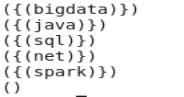 ({(bigdata)})
({(java)})
({(sql)})
({(net)})
({(spark)})
()